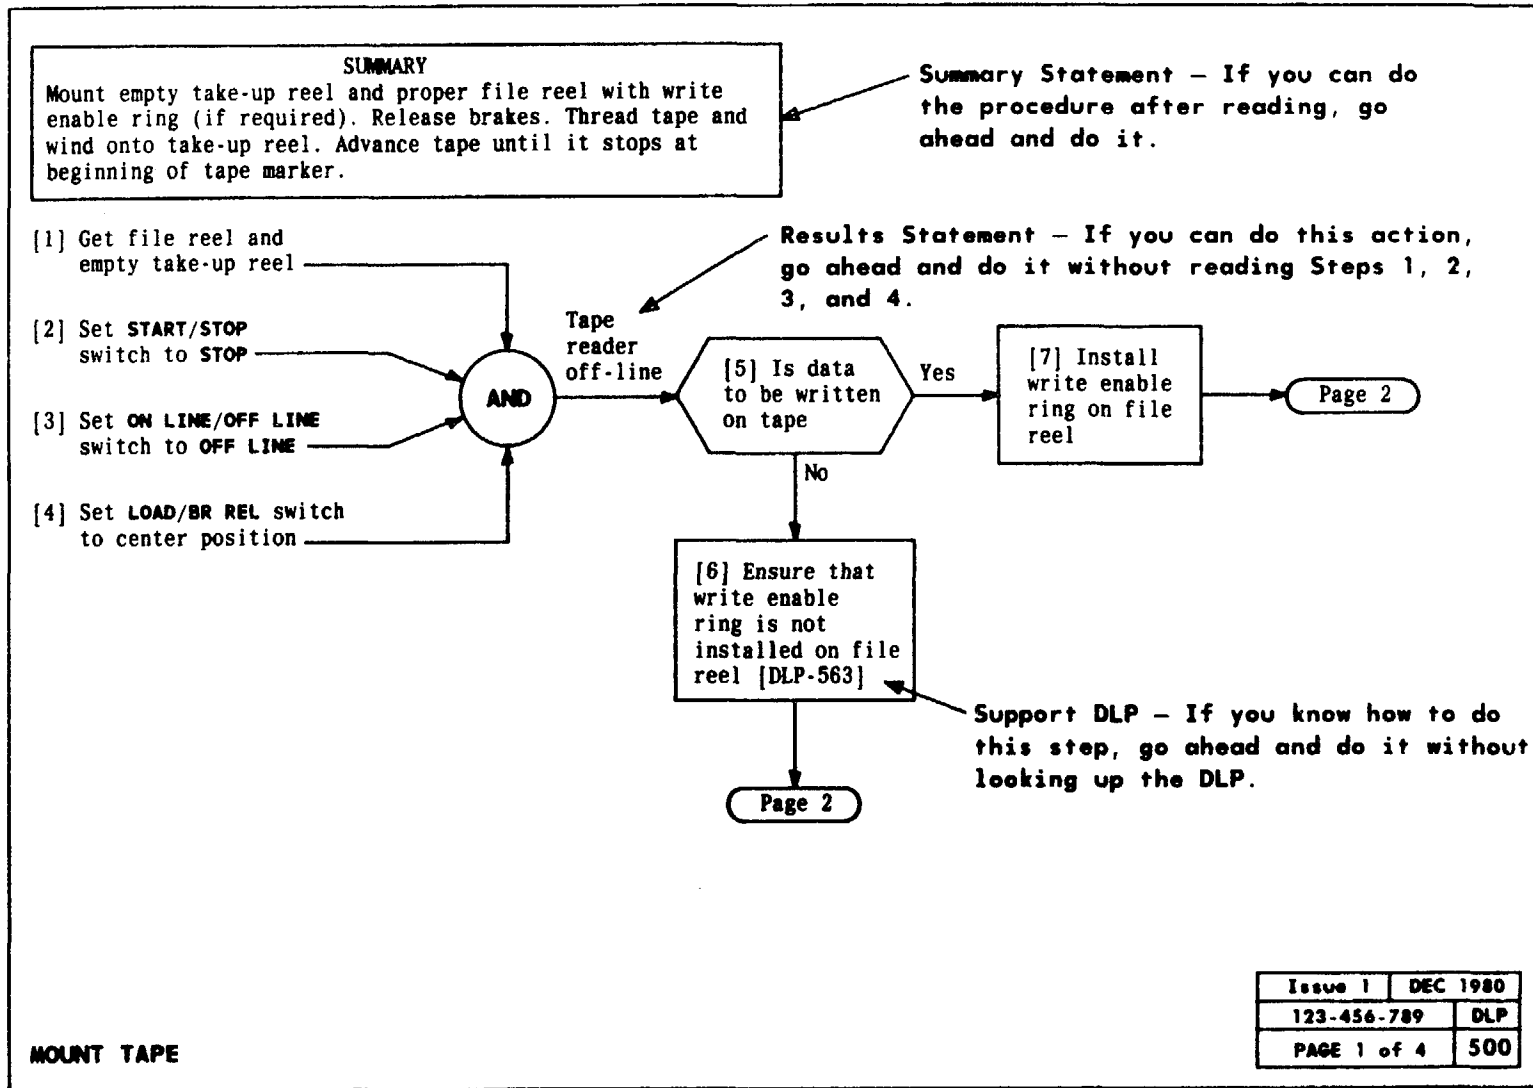 SUMMARY
Mount empty take-up reel and proper file reel with write
enable ring (if required). Release brakes. Thread tape and
wind onto take-up reel. Advance tape until it stops at
beginning of tape marker.
Summary Statement — If you can do
the procedure after reading, go
ahead and do it.
[1] Get file reel and
empty take-up reel
[2] Set START/STOP
switch to STOP
[3] Set ON LINE/OFF LINE
switch to OFF LINE
[4] Set LOAD/BR REL switch
to center position
AND
Results Statement — If you can do this action,
go ahead and do it without reading Steps 1, 2,
3, and 4.
Tape
reader
off-line
[5] Is data
to be written
on tape
Yes
[7] Install
write enable
ring on file
reel
Page 2
No
[6] Ensure that
write enable
ring is not
installed on file
reel [DLP-563]
Support DLP — If you know how to do
this step, go ahead and do it without
looking up the DLP.
Page 2
MOUNT TAPE
Issue 1 DEC 1980
123-456-789 DLP
PAGE 1 of 4 500